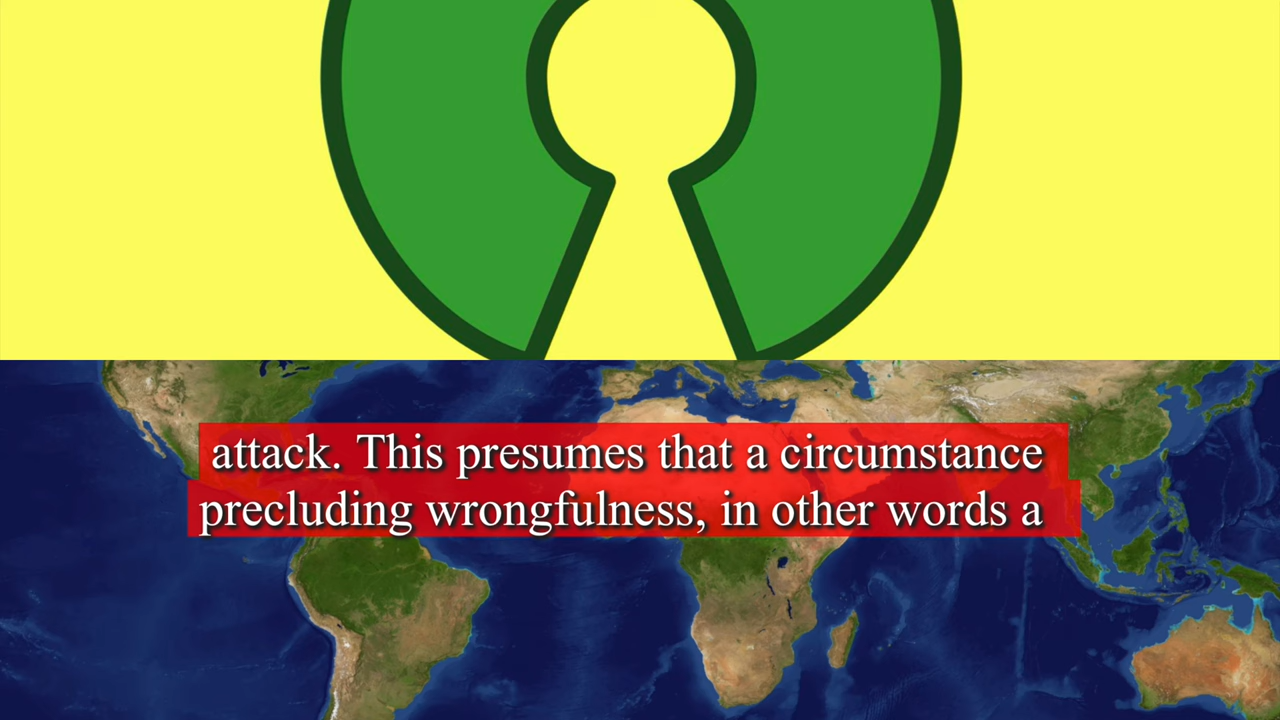 attack. This presumes that a circumstance
precluding wrongfulness, in other words a